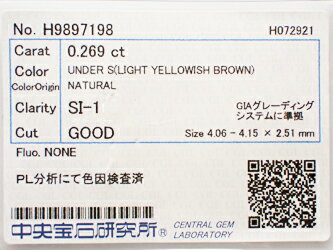 No. H9897198 H072921
Carat 0.269 ct
Color UNDER S(LIGHT YELLOWISH BROWN)
ColorOrigin NATURAL
Clarity SI-1 GIAグレーディング
システムに準拠
Cut GOOD Size 4.06 - 4.15 × 2.51 mm
Fluo. NONE
PL分析にて色因検査済
中央宝石研究所® CENTRAL GEM
LABORATORY